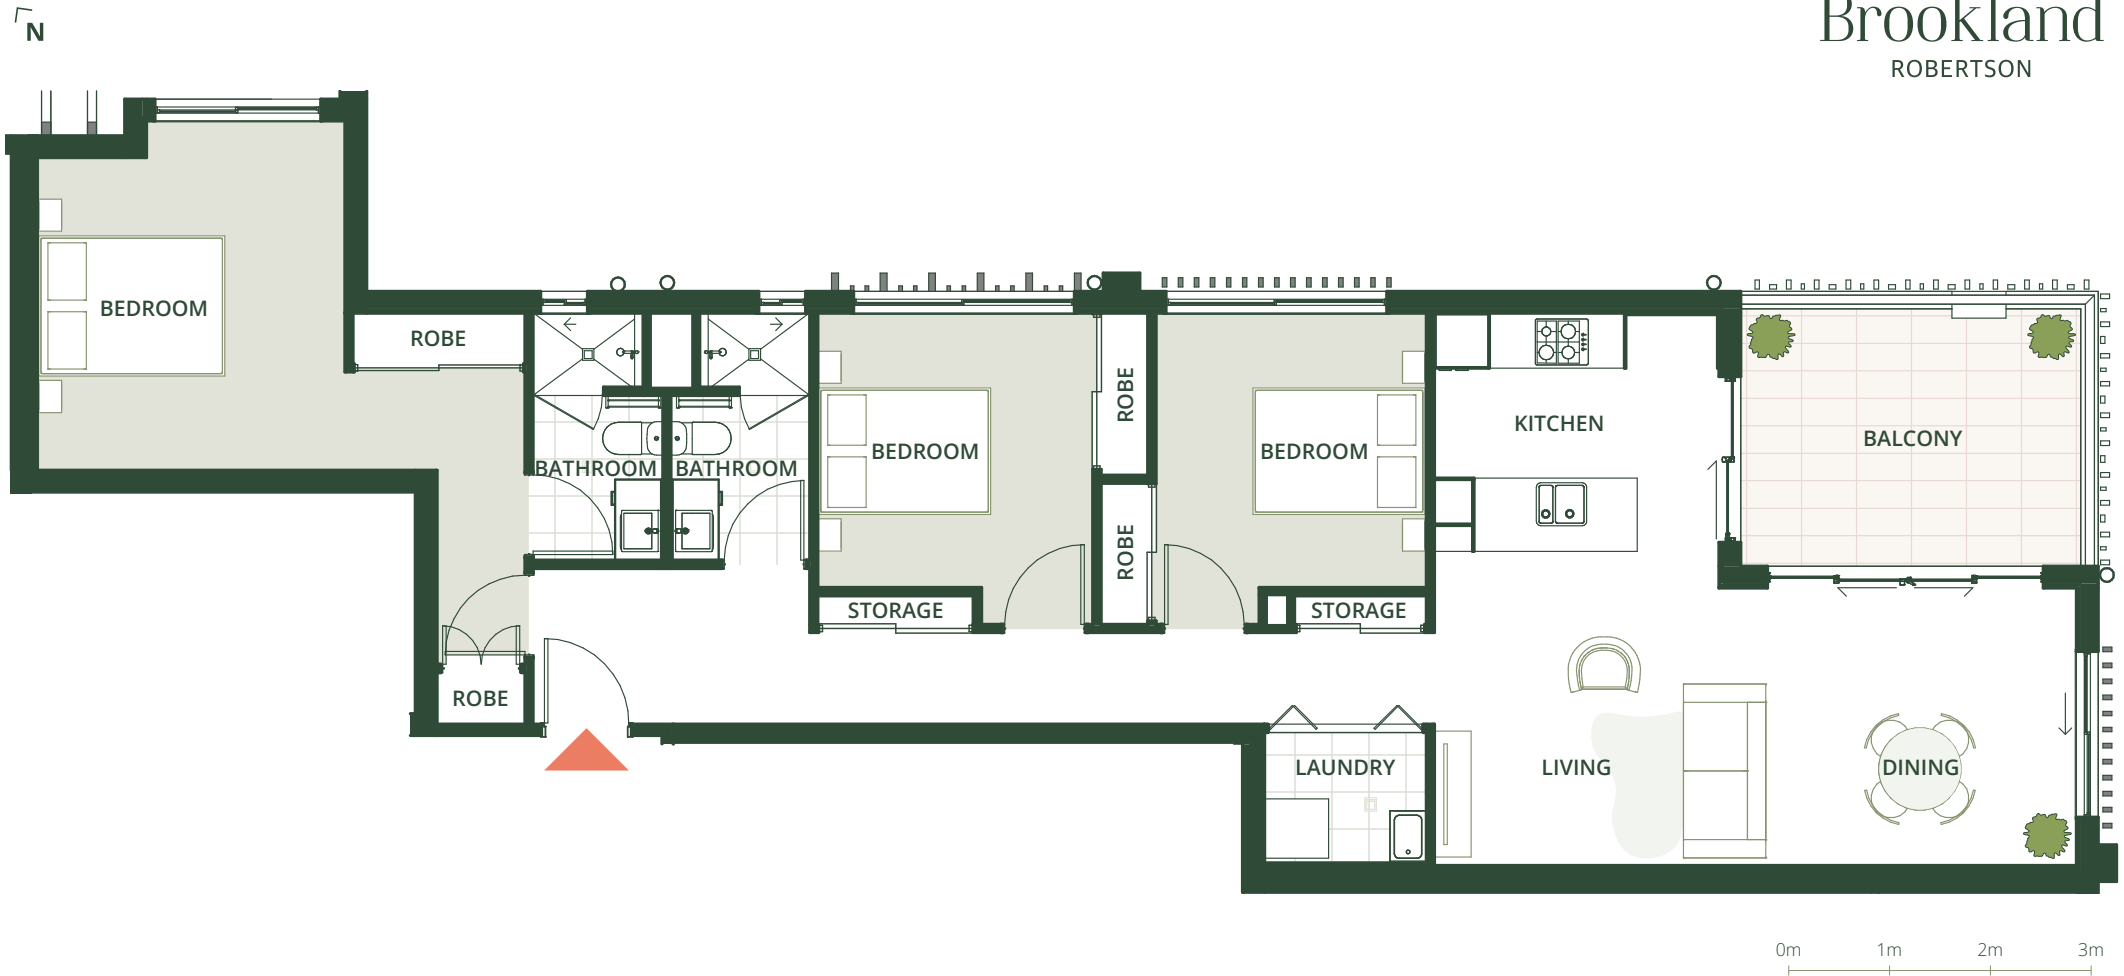 N
Brookland
ROBERTSON
BEDROOM
ROBE
ROBE
ROBE
KITCHEN
BALCONY
BEDROOM
BEDROOM
BATHROOM
BATHROOM
ROBE
STORAGE
STORAGE
ROBE
LAUNDRY
LIVING
DINING
0m
1m
2m
3m